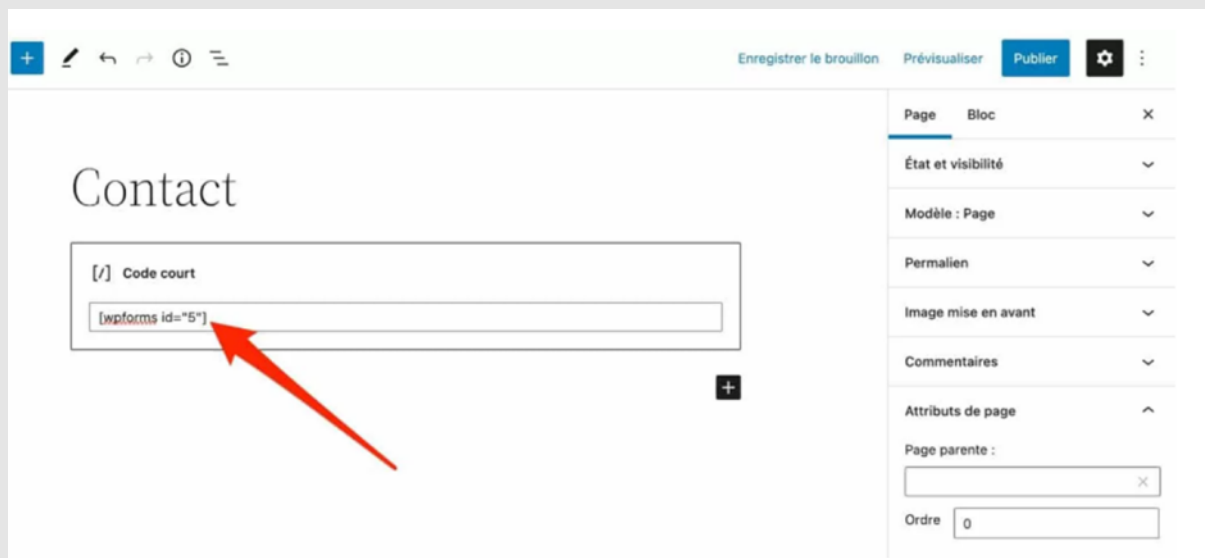 Enregistrer le brouillon Prévisualiser Publier
Page Bloc
État et visibilité
Contact
Modèle : Page
[/] Code court
Permalien
[wpforms id="5"]
Image mise en avant
Commentaires
Attributs de page
Page parente :
Ordre 0